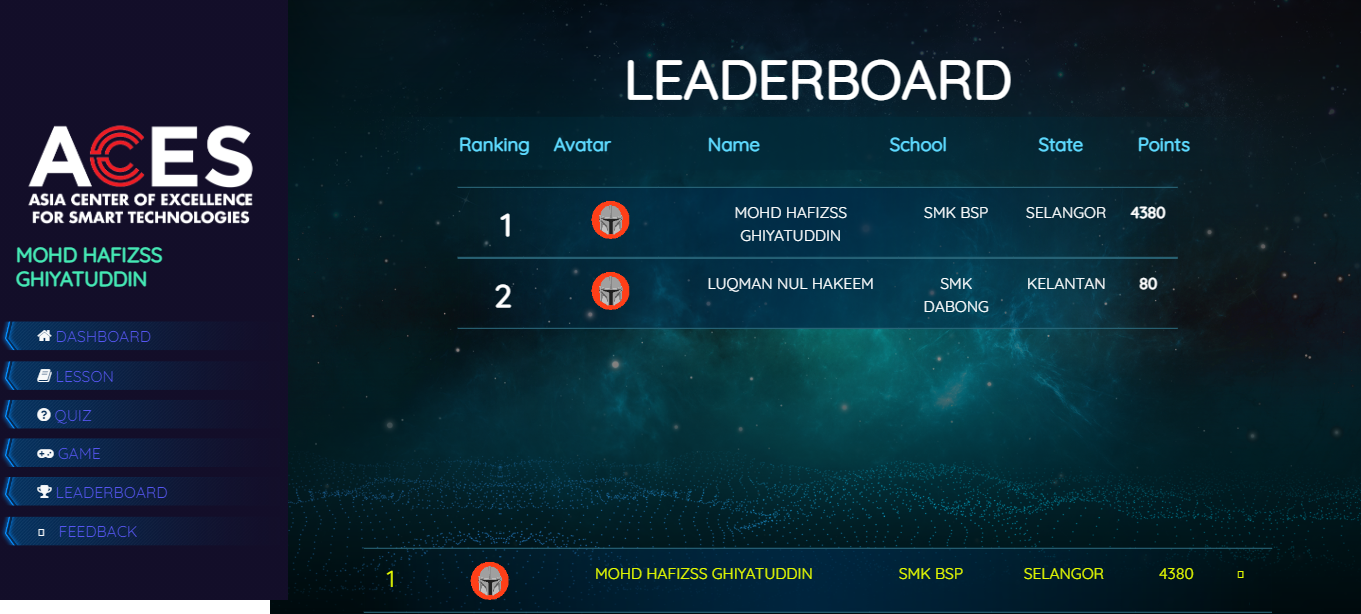 ACES
ASIA CENTER OF EXCELLENCE
FOR SMART TECHNOLOGIES
MOHD HAFIZSS
GHIYATUDDIN
DASHBOARD
LESSON
QUIZ
GAME
LEADERBOARD
FEEDBACK
LEADERBOARD
Ranking Avatar Name School State Points
1 MOHD HAFIZSS SMK BSP SELANGOR 4380
GHIYATUDDIN
2 LUQMAN NUL HAKEEM SMK KELANTAN 80
DABONG
1 MOHD HAFIZSS GHIYATUDDIN SMK BSP SELANGOR 4380